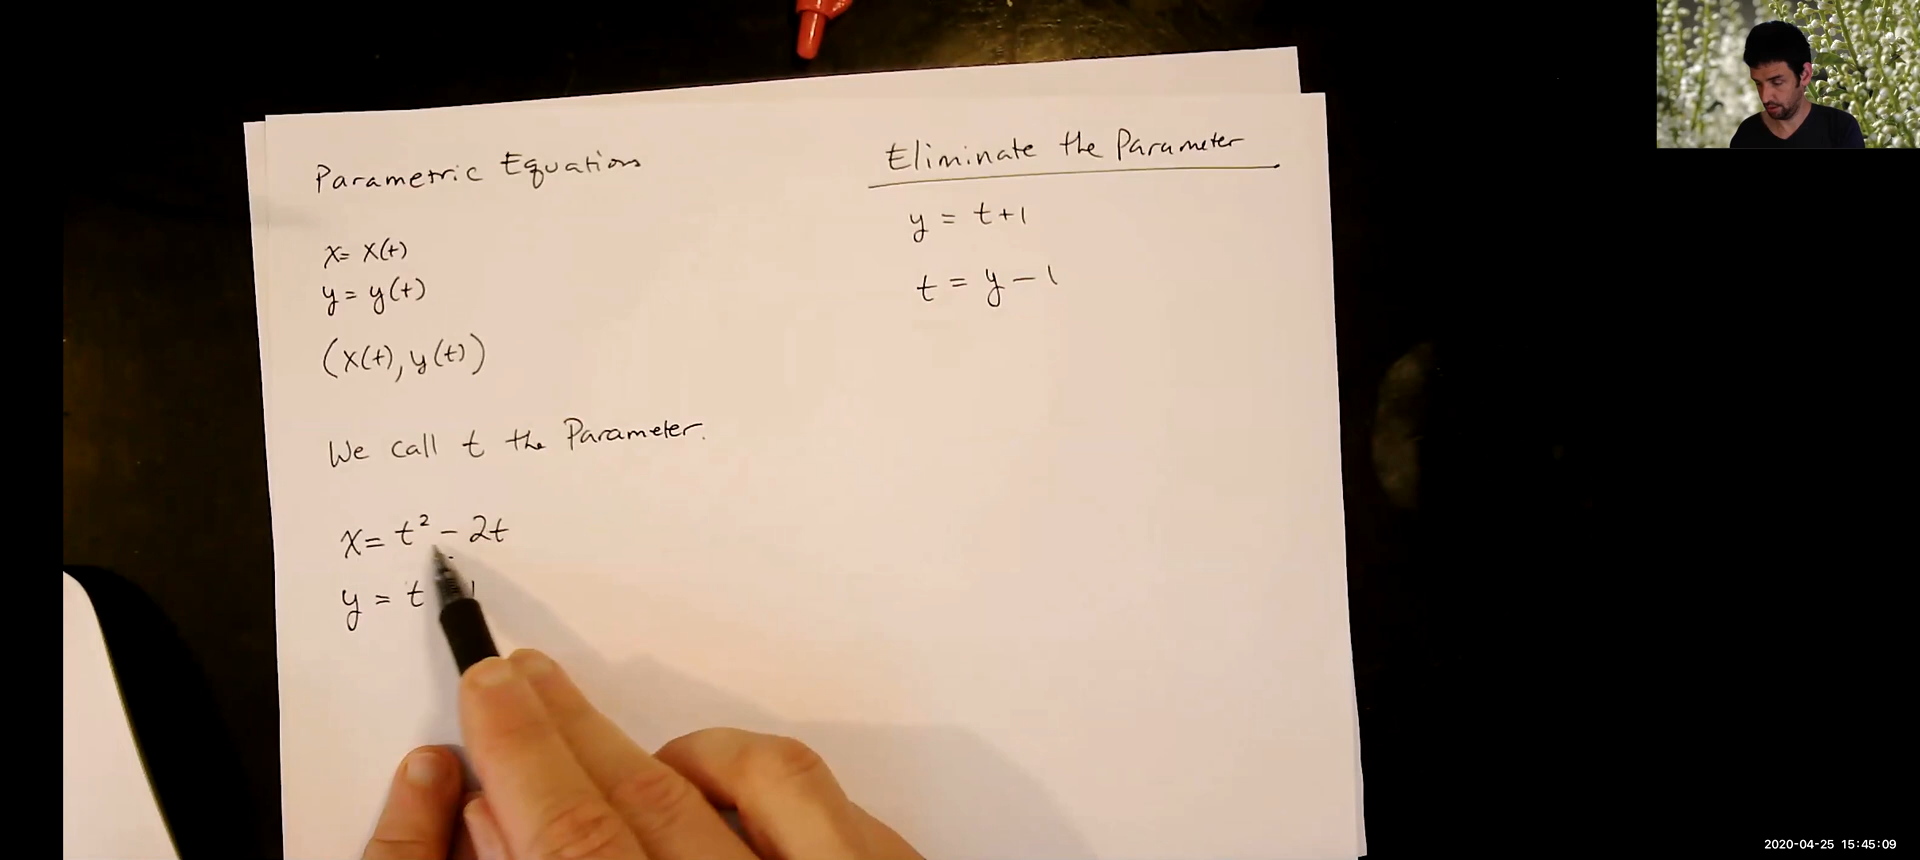 Parametric Equations
x = x(t)
y = y(t)
(x(t), y(t))
We call t the Parameter.
x = t² - 2t
y = t 1
Eliminate the Parameter
y = t + 1
t = y - 1
2020-04-25 15:45:09